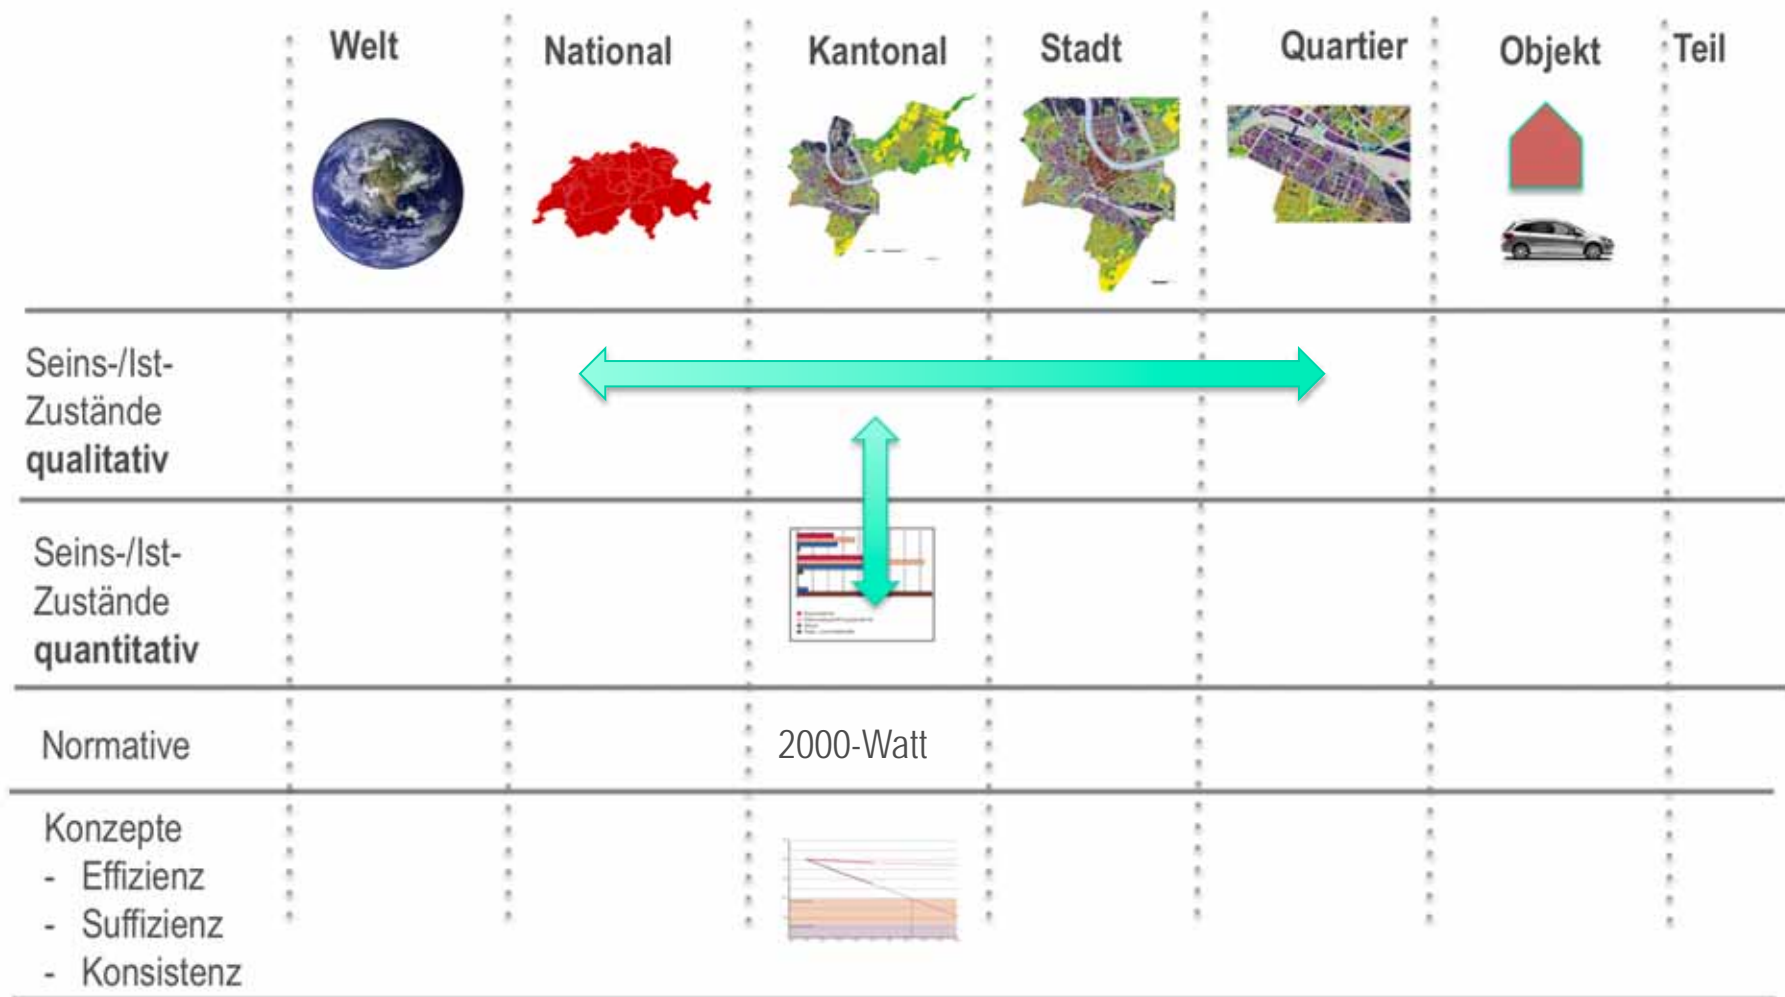 Welt
National
Kantonal
Stadt
Quartier
Objekt
Teil
Seins-/Ist-
Zustände
qualitativ
Seins-/Ist-
Zustände
quantitativ
Normative
2000-Watt
Konzepte
- Effizienz
- Suffizienz
- Konsistenz